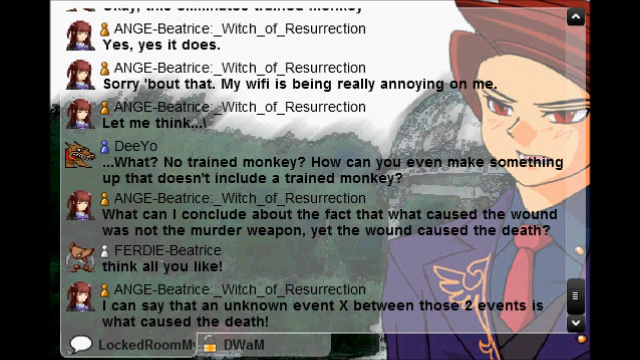 Okay, this eliminates trained monkey
ANGE-Beatrice:_Witch_of_Resurrection
Yes, yes it does.
ANGE-Beatrice:_Witch_of_Resurrection
Sorry 'bout that. My wifi is being really annoying on me.
ANGE-Beatrice:_Witch_of_Resurrection
Let me think...\
DeeYo
...What? No trained monkey? How can you even make something
up that doesn't include a trained monkey?
ANGE-Beatrice:_Witch_of_Resurrection
What can I conclude about the fact that what caused the wound
was not the murder weapon, yet the wound caused the death?
FERDIE-Beatrice
think all you like!
ANGE-Beatrice:_Witch_of_Resurrection
I can say that an unknown event X between those 2 events is
what caused the death!
LockedRoomM DWaM